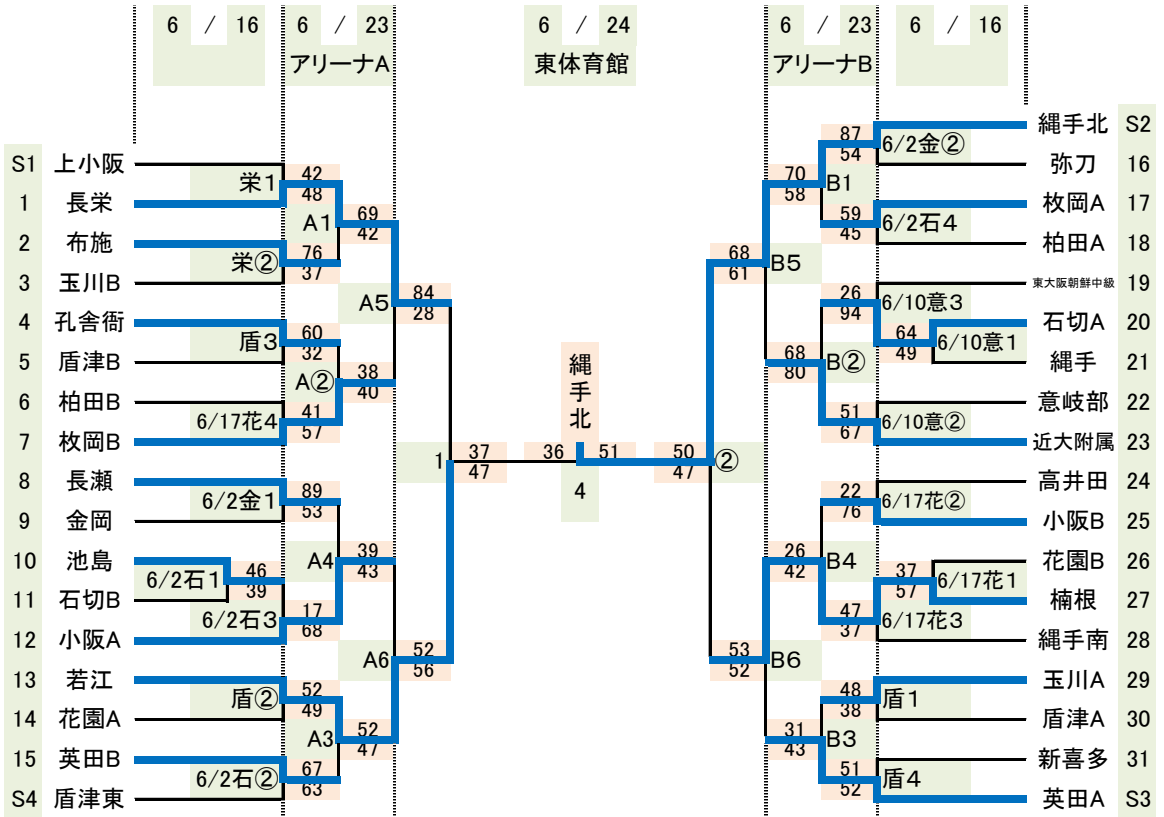 6 / 16 6 / 23 6 / 24 6 / 23 6 / 16
アリーナA 東体育館 アリーナB
縄手北 S2
87
54
6/2金②
S1 上小阪
弥刀 16
栄1
42
48
70
58
B1
1 長栄
枚岡A 17
A1
69
42
59
45
6/2石4
2 布施
柏田A 18
栄②
76
37
68
61
B5
3 玉川B
東大阪朝鮮中級 19
A5
84
28
26
94
6/10意3
4 孔舎衙
石切A 20
盾3
60
32
64
49
6/10意1
5 盾津B
縄手 21
A②
38
40
68
80
B②
6 柏田B
意岐部 22
6/17花4
41
57
51
67
6/10意②
7 枚岡B
近大附属 23
縄手北
1
37
47
36
51
50
47
②
4
8 長瀬
高井田 24
6/2金1
89
53
22
76
6/17花②
9 金岡
小阪B 25
A4
39
43
26
42
B4
10 池島
花園B 26
6/2石1
46
39
37
57
6/17花1
11 石切B
楠根 27
6/2石3
17
68
47
37
6/17花3
12 小阪A
縄手南 28
A6
52
56
53
52
B6
13 若江
玉川A 29
盾②
52
49
48
38
盾1
14 花園A
盾津A 30
A3
52
47
31
43
B3
15 英田B
新喜多 31
6/2石②
67
63
51
52
盾4
S4 盾津東
英田A S3